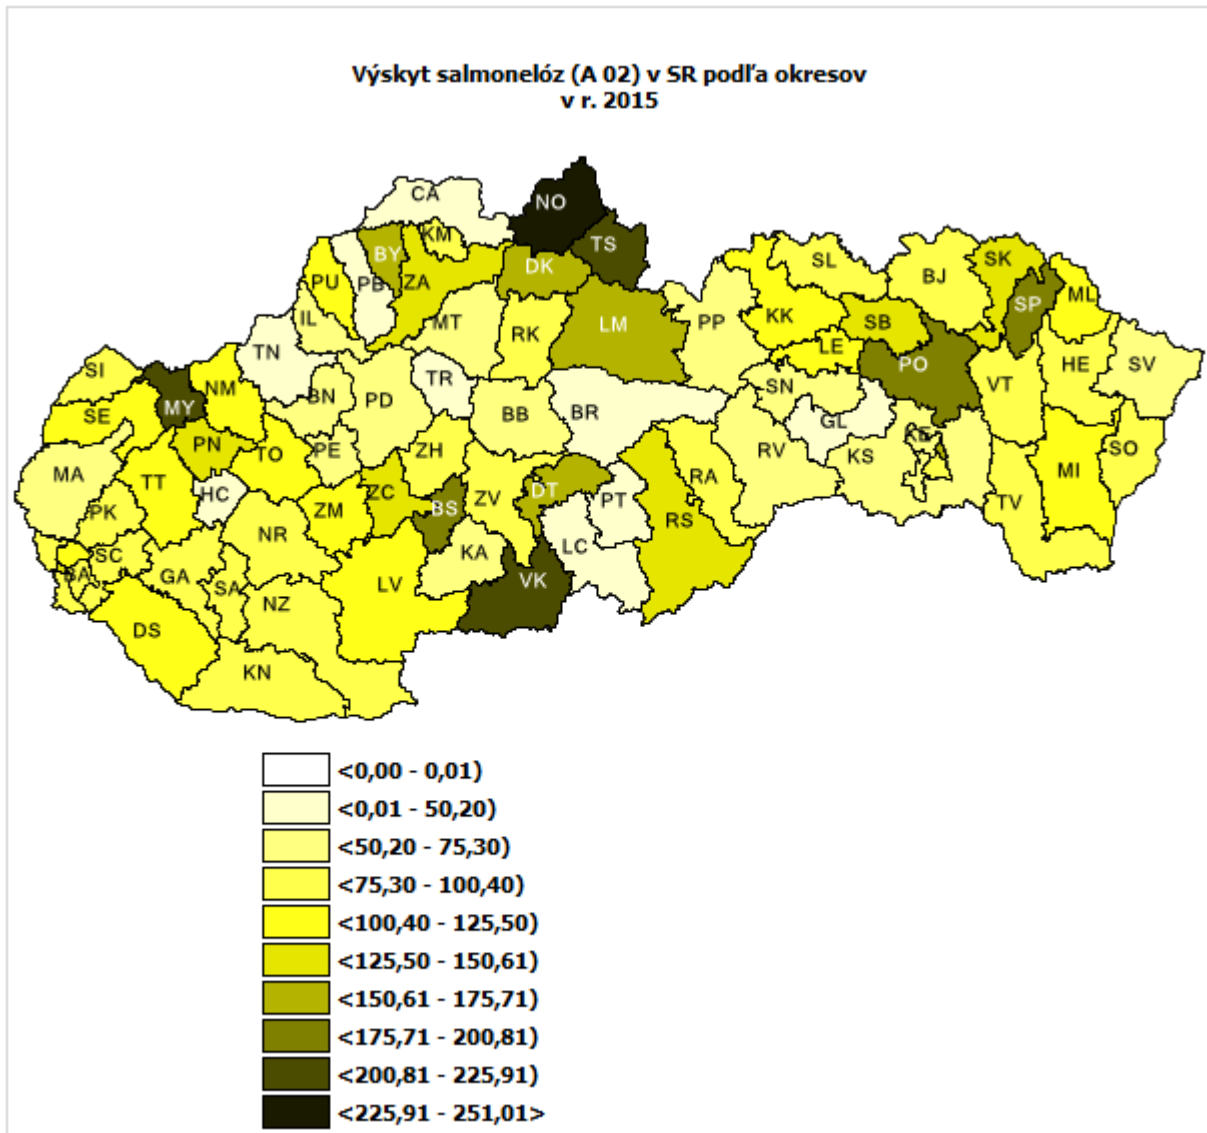 Výskyt salmonelóz (A 02) v SR podľa okresov
v r. 2015
CA
NO
KM
TS
BY
DK
SL
SK
PU
PB
ZA
BJ
ML
SP
IL
MT
RK
LM
PP
KK
SB
TN
LE
PO
HE
SV
SI
NM
TR
SN
VT
MY
BN
PD
BB
BR
SE
GL
KE
PN
TO
PE
ZH
RV
KS
SO
MA
TT
HC
ZC
ZV
DT
PT
RA
MI
PK
ZM
BS
RS
TV
NR
SC
KA
LC
BA
GA
SA
NZ
LV
VK
DS
KN
<0,00 - 0,01)
<0,01 - 50,20)
<50,20 - 75,30)
<75,30 - 100,40)
<100,40 - 125,50)
<125,50 - 150,61)
<150,61 - 175,71)
<175,71 - 200,81)
<200,81 - 225,91)
<225,91 - 251,01>